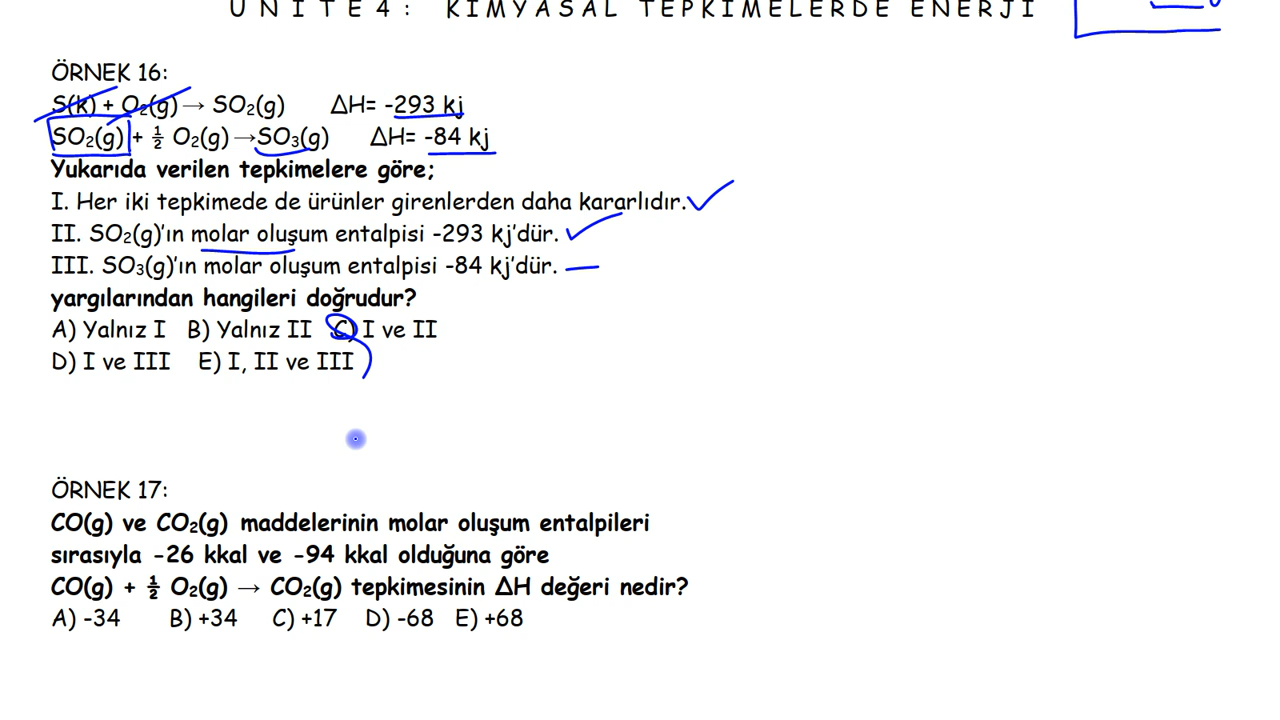 ÜNİTE4: KİMYASAL TEPKİMELERDE ENERJİ
ÖRNEK 16:
S(k) + O₂(g) → SO₂(g) ΔH= -293 kj
SO₂(g) + ½ O₂(g) →SO₃(g) ΔH= -84 kj
Yukarıda verilen tepkimelere göre;
I. Her iki tepkimede de ürünler girenlerden daha kararlıdır.
II. SO₂(g)'ın molar oluşum entalpisi -293 kj'dür.
III. SO₃(g)'ın molar oluşum entalpisi -84 kj'dür.
yargılarından hangileri doğrudur?
A) Yalnız I B) Yalnız II C) I ve II
D) I ve III E) I, II ve III
ÖRNEK 17:
CO(g) ve CO₂(g) maddelerinin molar oluşum entalpileri
sırasıyla -26 kkal ve -94 kkal olduğuna göre
CO(g) + ½ O₂(g) → CO₂(g) tepkimesinin ΔH değeri nedir?
A) -34 B) +34 C) +17 D) -68 E) +68